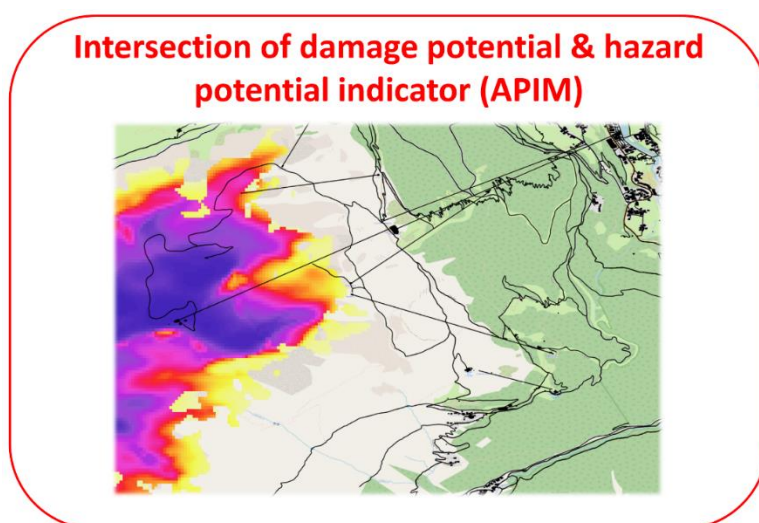 Intersection of damage potential & hazard
potential indicator (APIM)